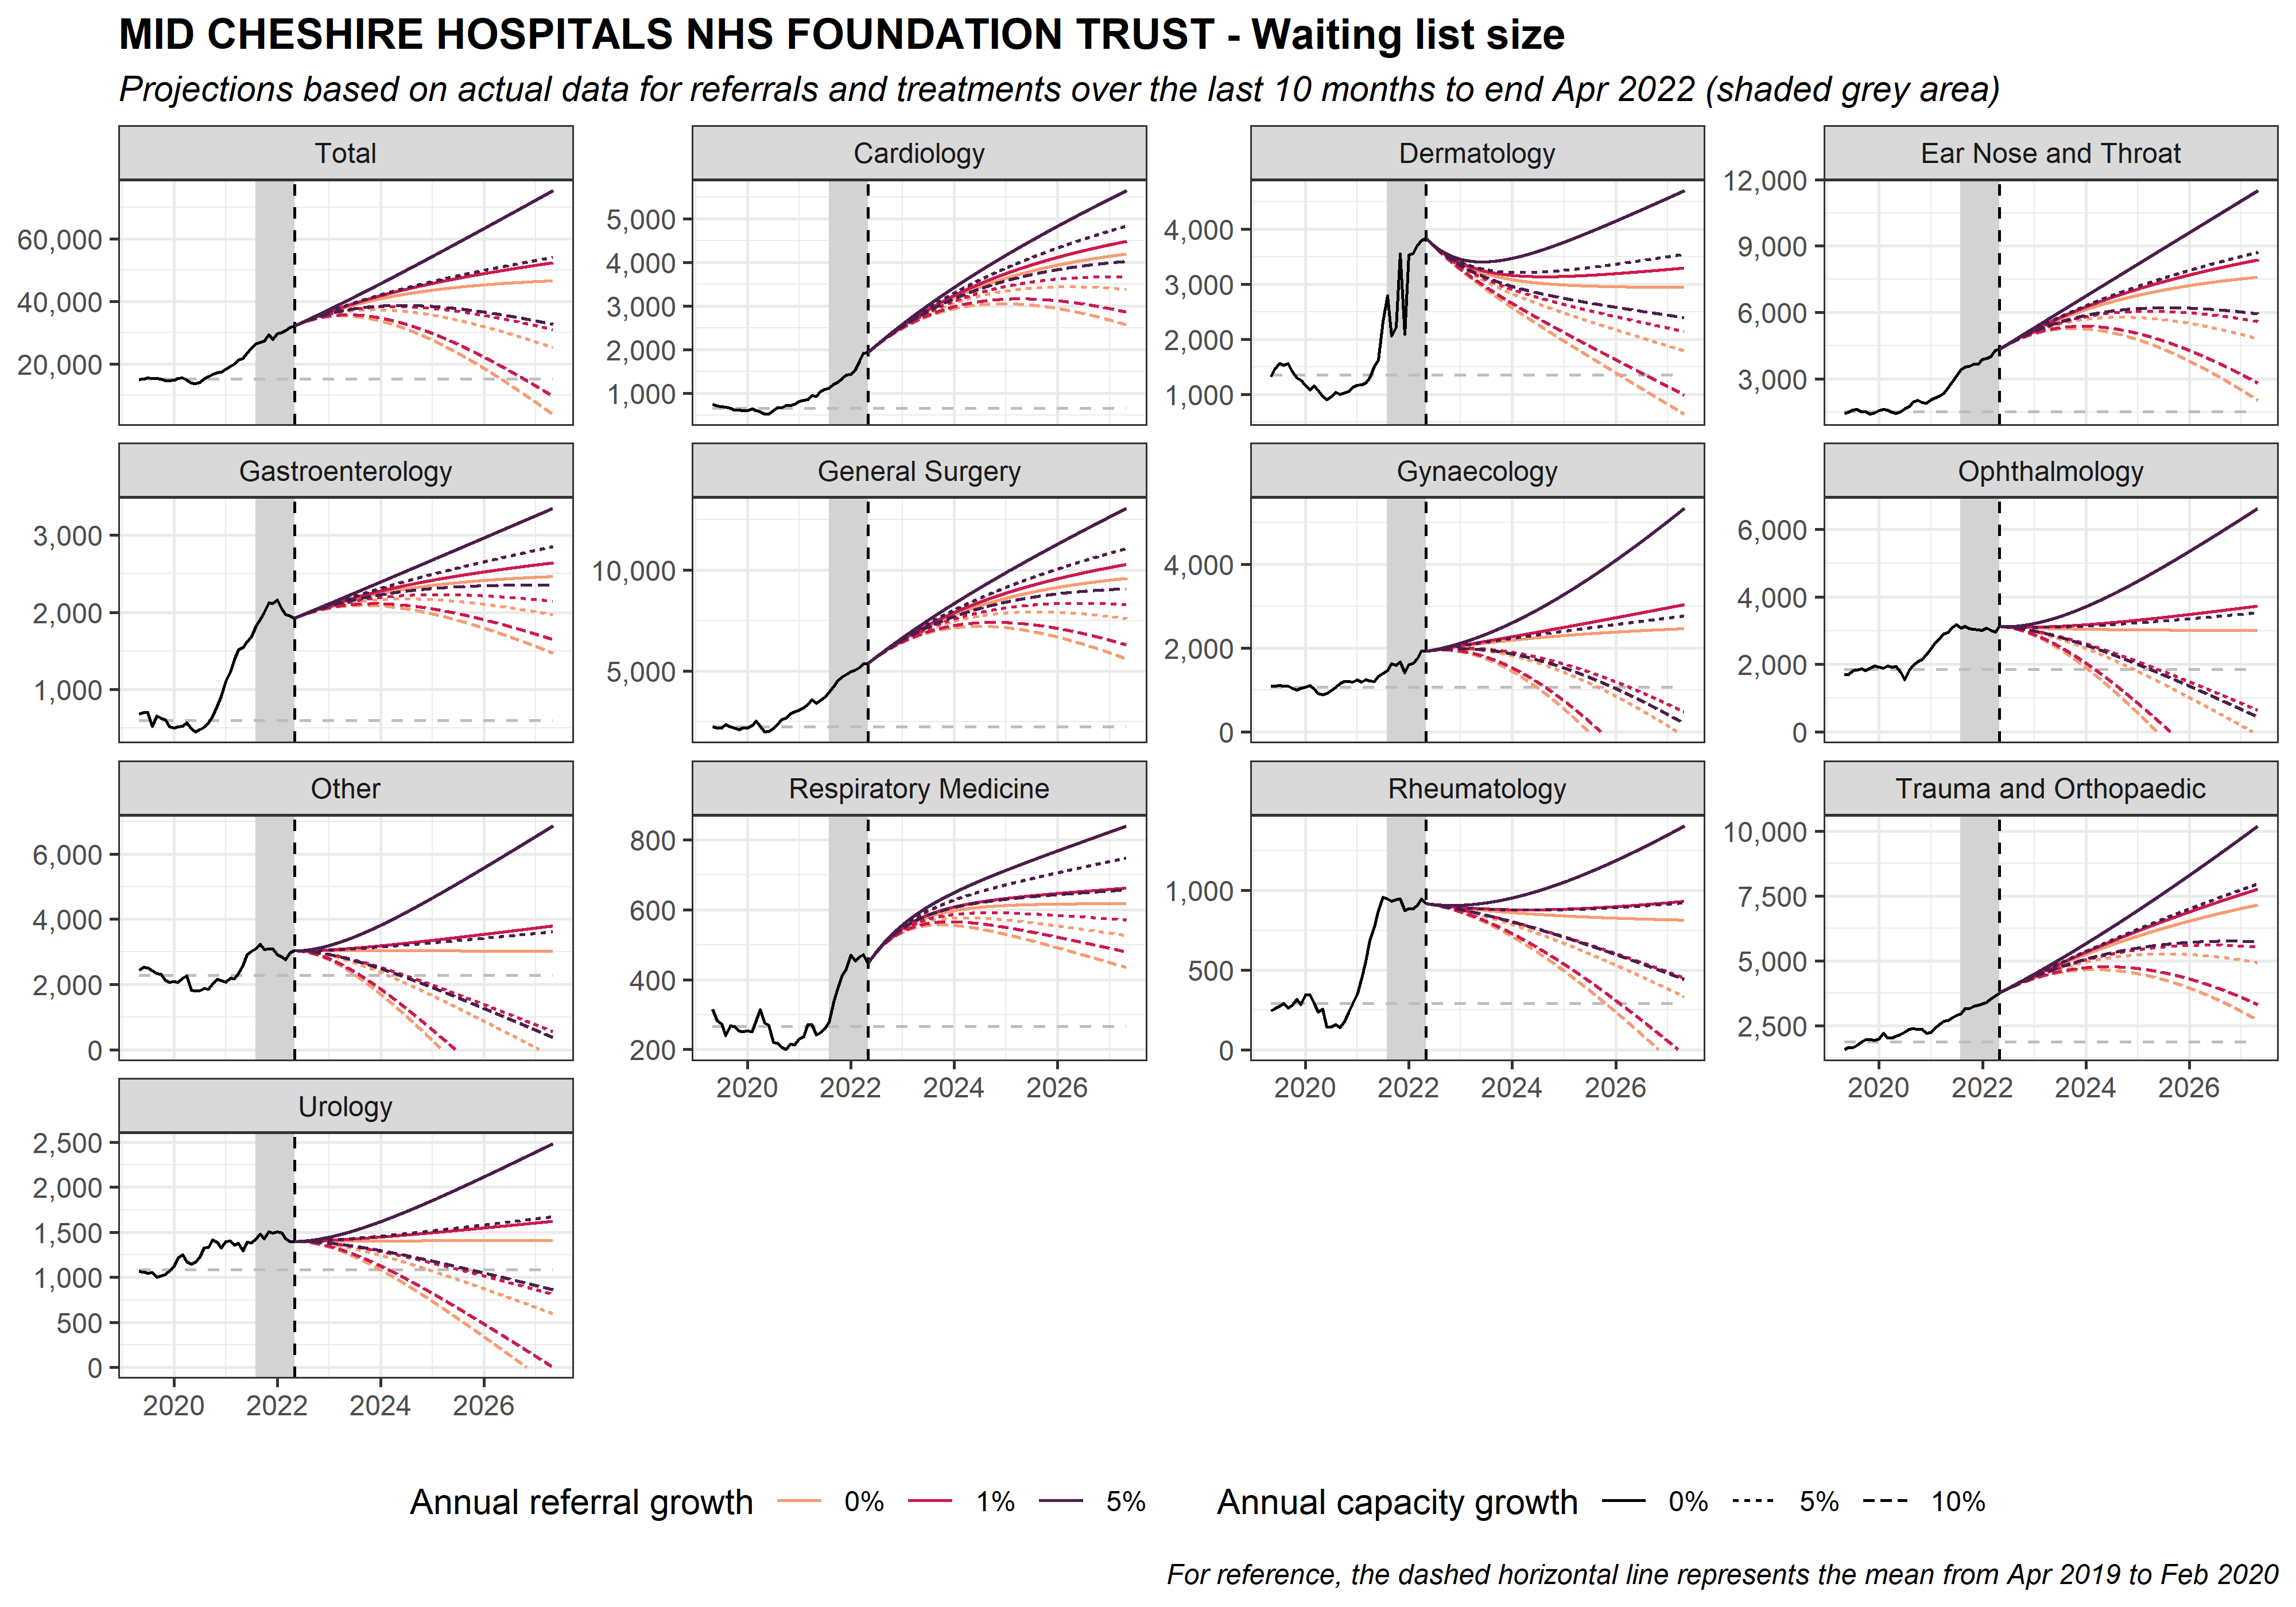 MID CHESHIRE HOSPITALS NHS FOUNDATION TRUST - Waiting list size
Projections based on actual data for referrals and treatments over the last 10 months to end Apr 2022 (shaded grey area)
Total
Cardiology
Dermatology
Ear Nose and Throat
60,000
40,000
20,000
5,000
4,000
3,000
2,000
1,000
4,000
3,000
2,000
1,000
12,000
9,000
6,000
3,000
Gastroenterology
General Surgery
Gynaecology
Ophthalmology
3,000
2,000
1,000
10,000
5,000
4,000
2,000
0
6,000
4,000
2,000
0
Other
Respiratory Medicine
Rheumatology
Trauma and Orthopaedic
6,000
4,000
2,000
0
800
600
400
200
1,000
500
0
10,000
7,500
5,000
2,500
2020 2022 2024 2026
2020 2022 2024 2026
2020 2022 2024 2026
Urology
2,500
2,000
1,500
1,000
500
0
2020 2022 2024 2026
Annual referral growth 0% 1% 5%
Annual capacity growth 0% 5% 10%
For reference, the dashed horizontal line represents the mean from Apr 2019 to Feb 2020